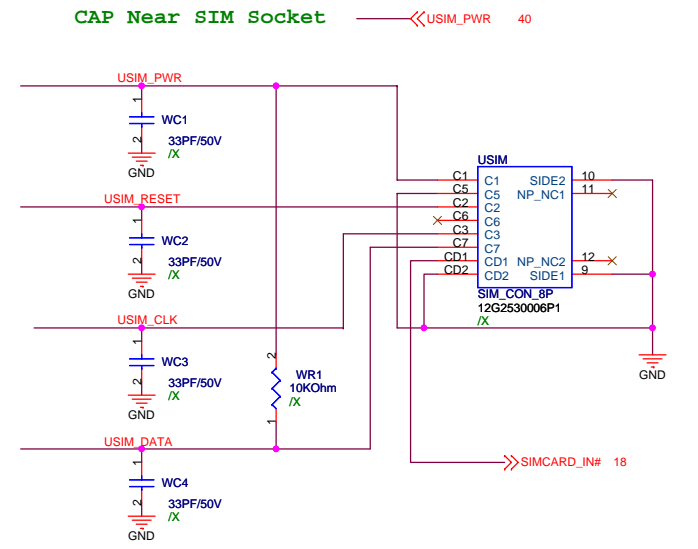 CAP Near SIM Socket
USIM_PWR 40
USIM_PWR
1
WC1
2
33PF/50V
/X
GND
USIM_RESET
1
WC2
2
33PF/50V
/X
GND
USIM_CLK
1
WC3
2
33PF/50V
/X
GND
USIM_DATA
1
WC4
2
33PF/50V
/X
GND
2
WR1
10KOhm
/X
1
USIM
C1 C1 SIDE2 10
C5 C5 NP_NC1 11
C2 C2
C6 C6
C3 C3
C7 C7
CD1 CD1 NP_NC2 12
CD2 CD2 SIDE1 9
SIM_CON_8P
12G2530006P1
/X
GND
SIMCARD_IN# 18